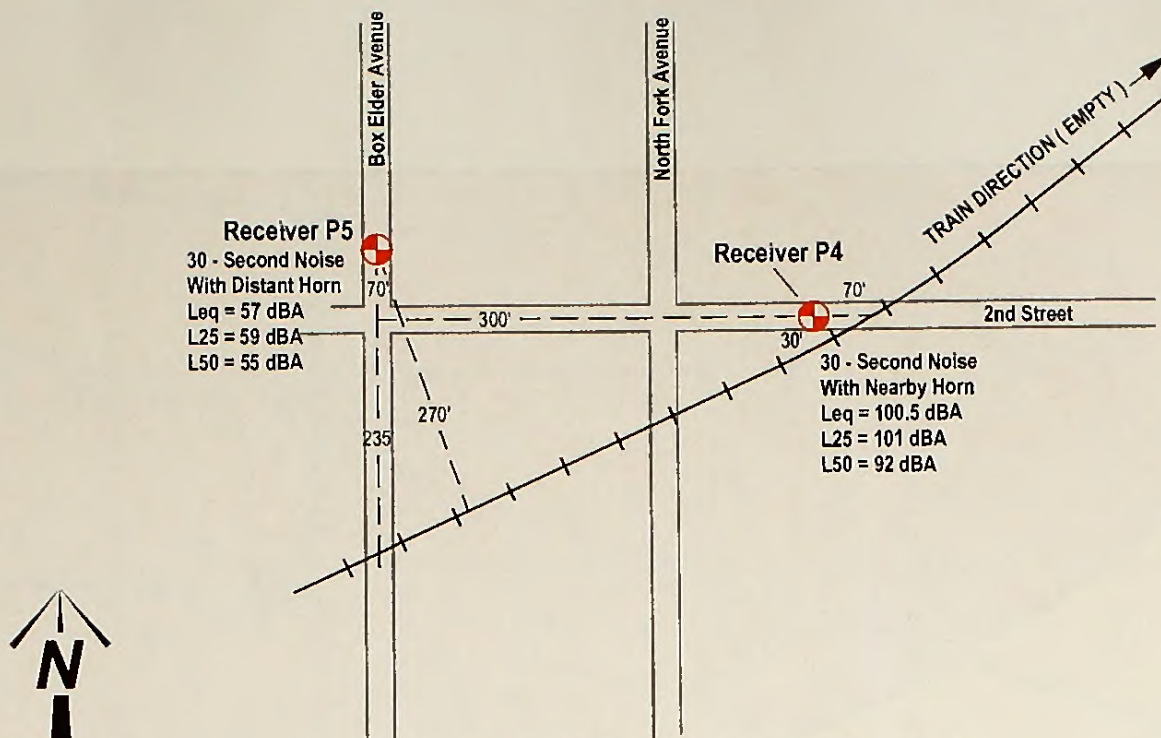 Box Elder Avenue
North Fork Avenue
TRAIN DIRECTION ( EMPTY )
Receiver P5
30 - Second Noise
With Distant Horn
Leq = 57 dBA
L25 = 59 dBA
L50 = 55 dBA
70'
300'
270'
235
Receiver P4
70'
30'
2nd Street
30 - Second Noise
With Nearby Horn
Leq = 100.5 dBA
L25 = 101 dBA
L50 = 92 dBA
N